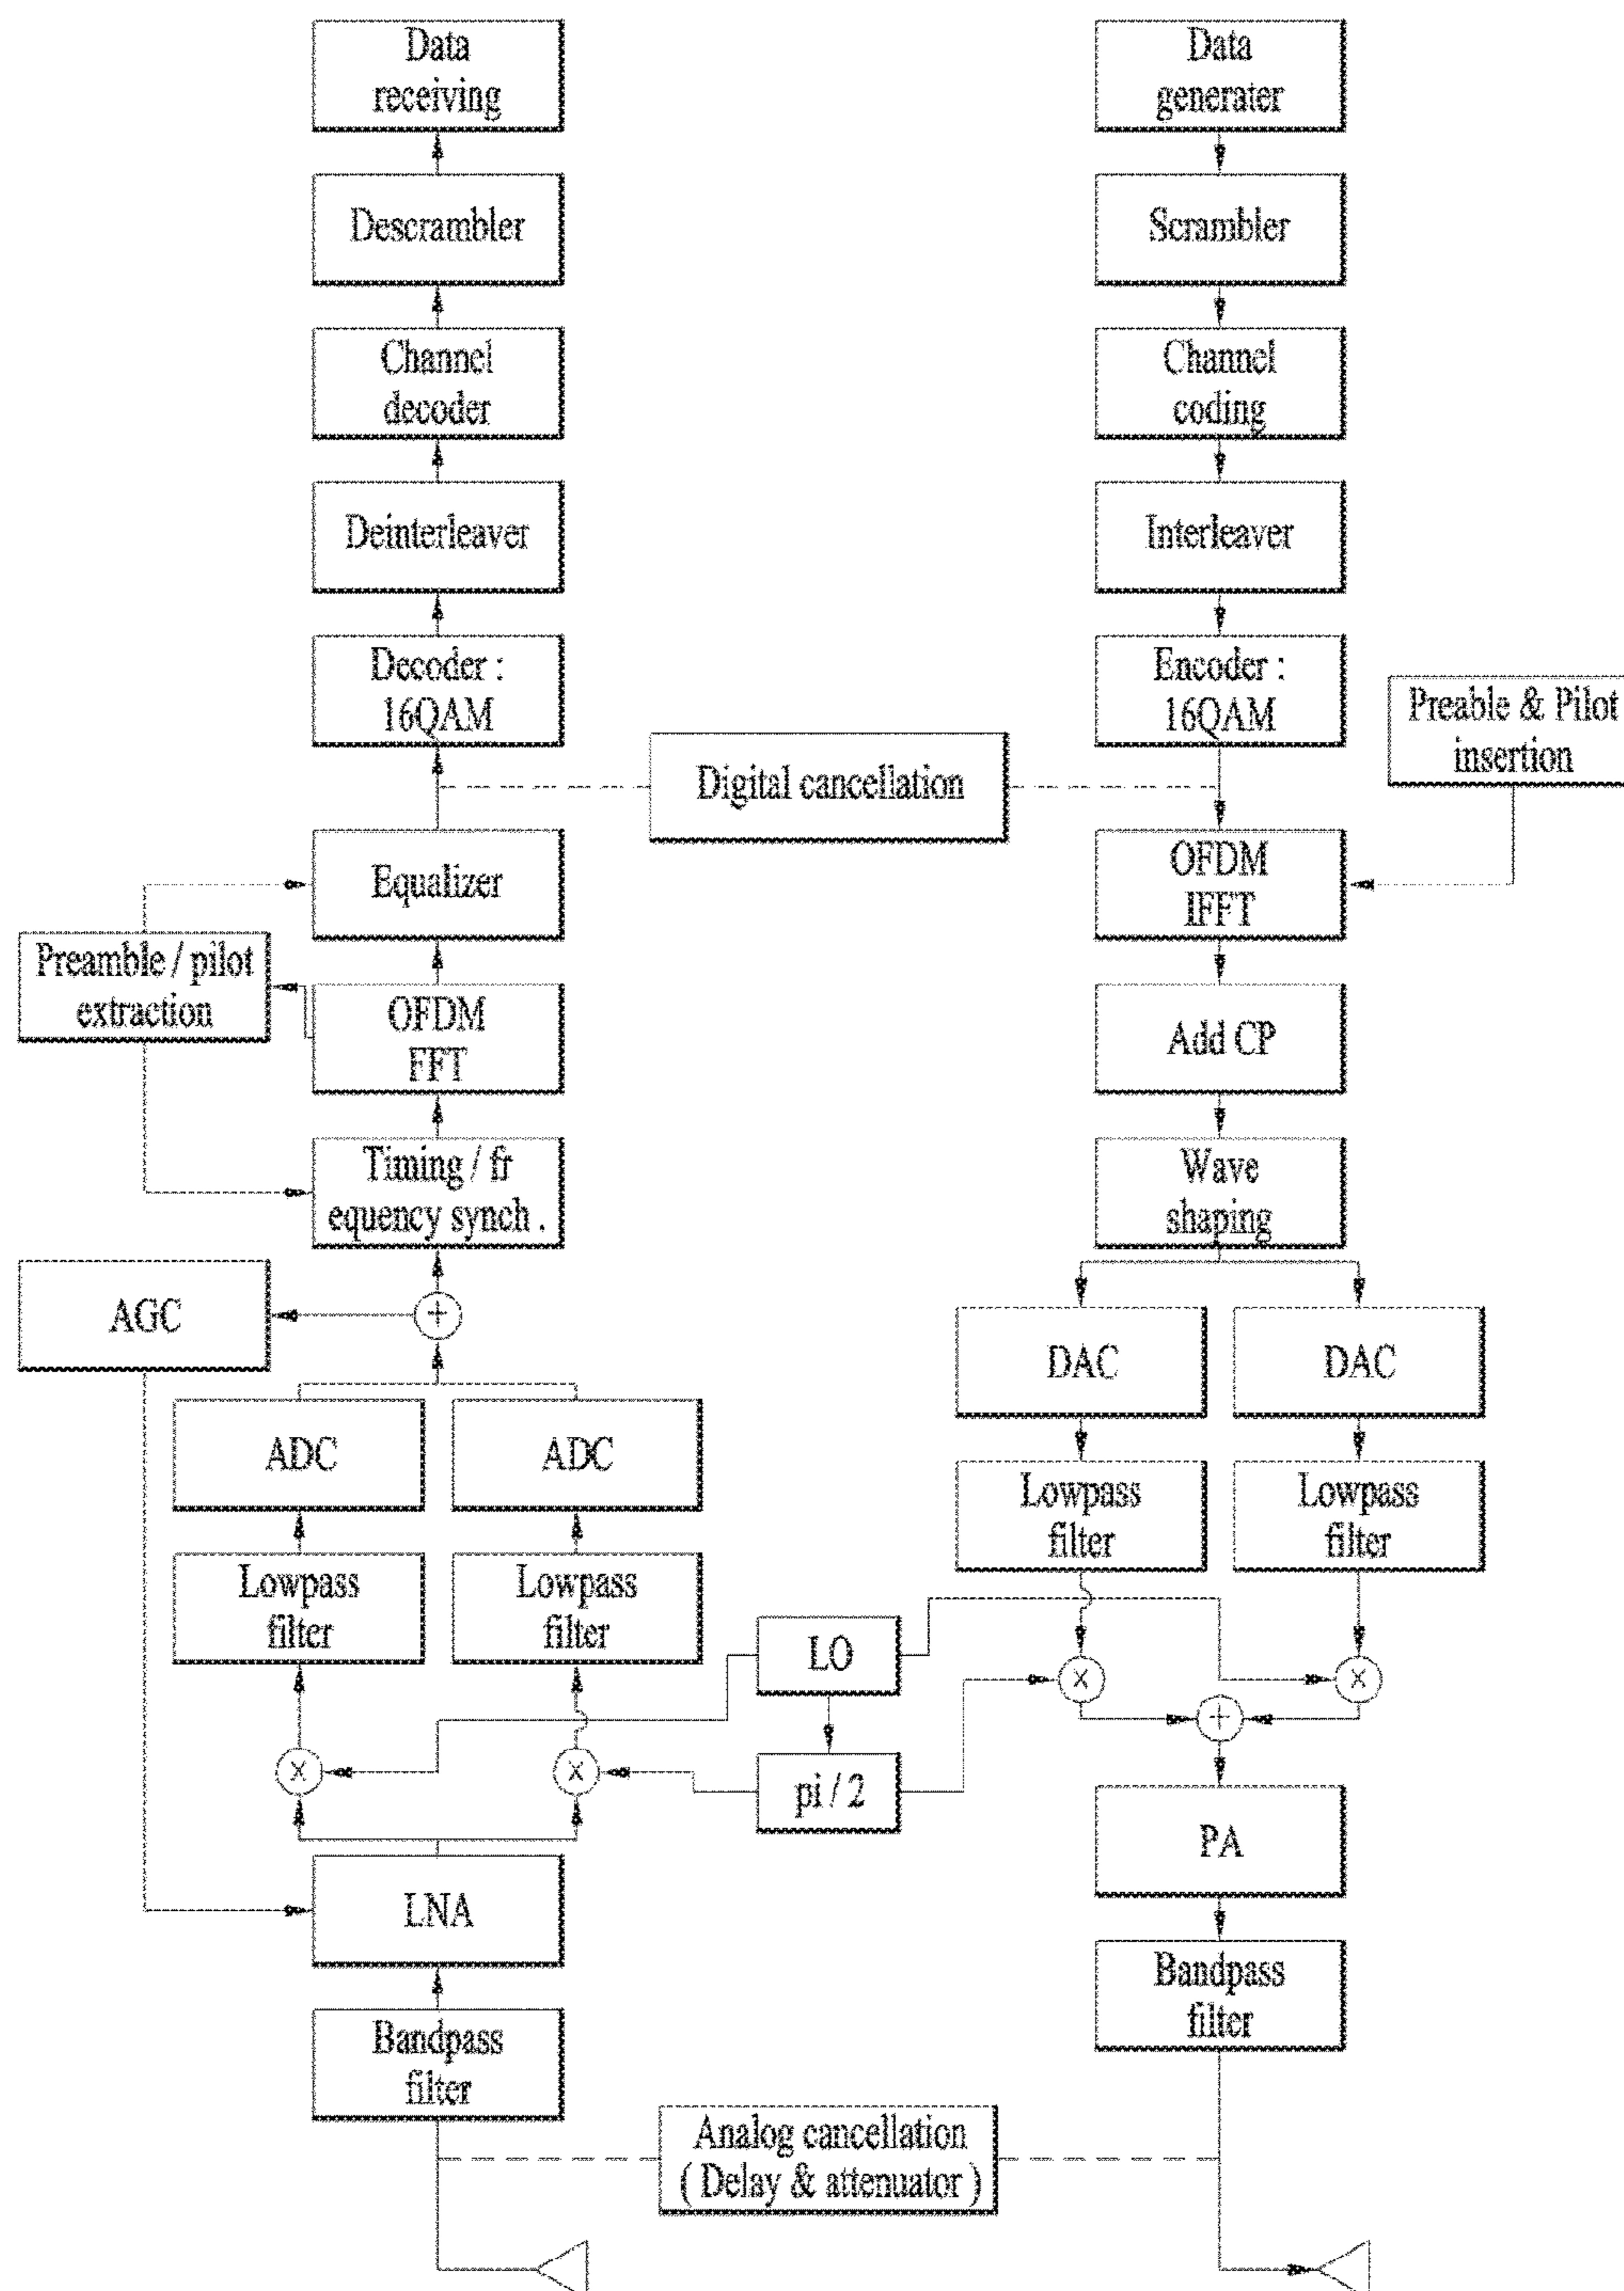 Data
receiving
Data
generater
Descrambler
Scrambler
Channel
decoder
Channel
coding
Deinterleaver
Interleaver
Decoder :
16QAM
Encoder :
16QAM
Preable & Pilot
insertion
Digital cancellation
Equalizer
OFDM
IFFT
Preamble / pilot
extraction
OFDM
FFT
Add CP
Timing / fr
equency synch .
Wave
shaping
AGC
+
DAC
DAC
ADC
ADC
Lowpass
filter
Lowpass
filter
Lowpass
filter
Lowpass
filter
LO
X
X
+
X
X
pi / 2
PA
LNA
Bandpass
filter
Bandpass
filter
Analog cancellation
( Delay & attenuator )